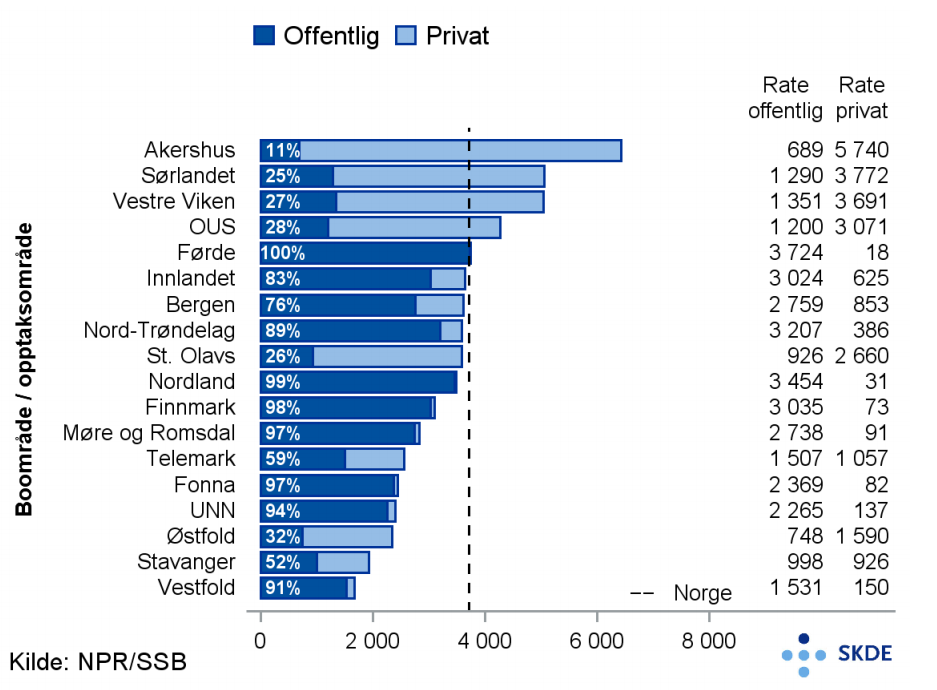 Offentlig Privat
Rate Rate
offentlig privat
Akershus 11% 689 5 740
Sørlandet 25% 1 290 3 772
Vestre Viken 27% 1 351 3 691
OUS 28% 1 200 3 071
Førde 100% 3 724 18
Innlandet 83% 3 024 625
Bergen 76% 2 759 853
Nord-Trøndelag 89% 3 207 386
St. Olavs 26% 926 2 660
Nordland 99% 3 454 31
Finnmark 98% 3 035 73
Møre og Romsdal 97% 2 738 91
Telemark 59% 1 507 1 057
Fonna 97% 2 369 82
UNN 94% 2 265 137
Østfold 32% 748 1 590
Stavanger 52% 998 926
Vestfold 91% 1 531 150
Boområde / opptaksområde
-- Norge
0 2 000 4 000 6 000 8 000
Kilde: NPR/SSB
SKDE